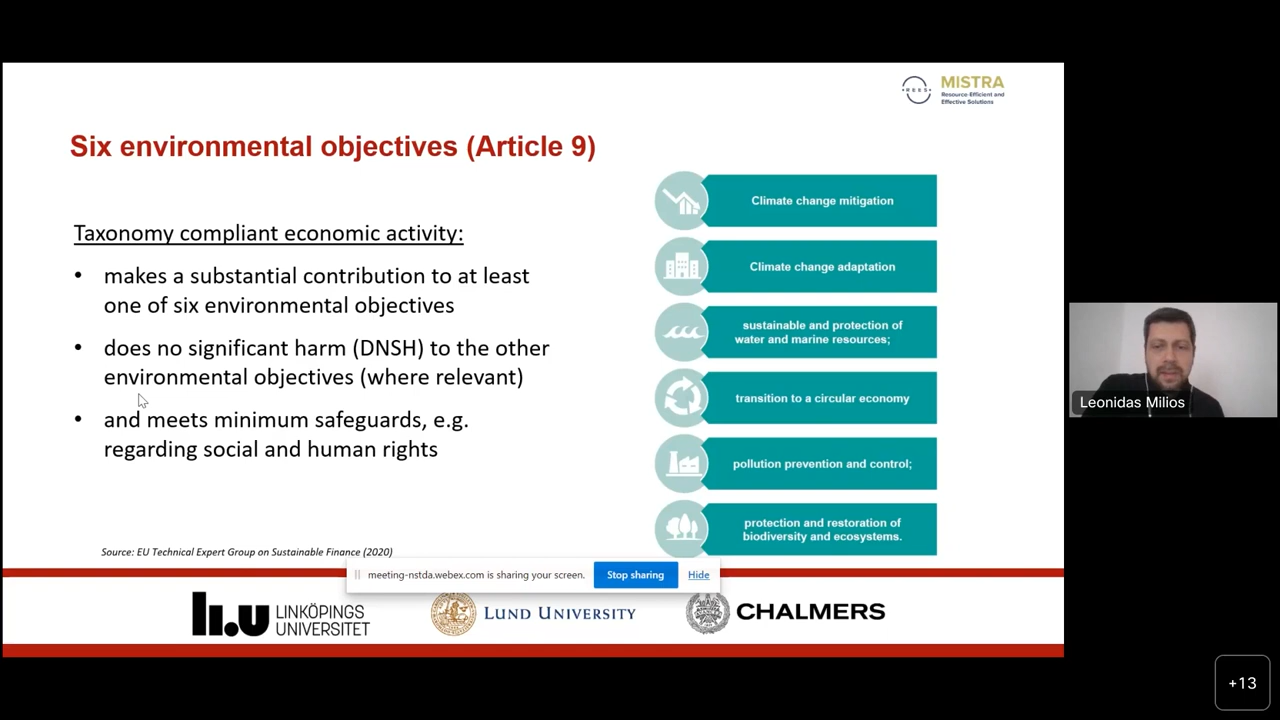 REES
MISTRA
Resource-Efficient and
Effective Solutions
Six environmental objectives (Article 9)
Taxonomy compliant economic activity:
• makes a substantial contribution to at least
one of six environmental objectives
• does no significant harm (DNSH) to the other
environmental objectives (where relevant)
• and meets minimum safeguards, e.g.
regarding social and human rights
Climate change mitigation
Climate change adaptation
sustainable and protection of
water and marine resources;
transition to a circular economy
pollution prevention and control;
protection and restoration of
biodiversity and ecosystems.
Source: EU Technical Expert Group on Sustainable Finance (2020)
meeting-nstda.webex.com is sharing your screen.
Stop sharing
Hide
LINKÖPINGS
UNIVERSITET
LUND UNIVERSITY
CHALMERS
Leonidas Milios
+13